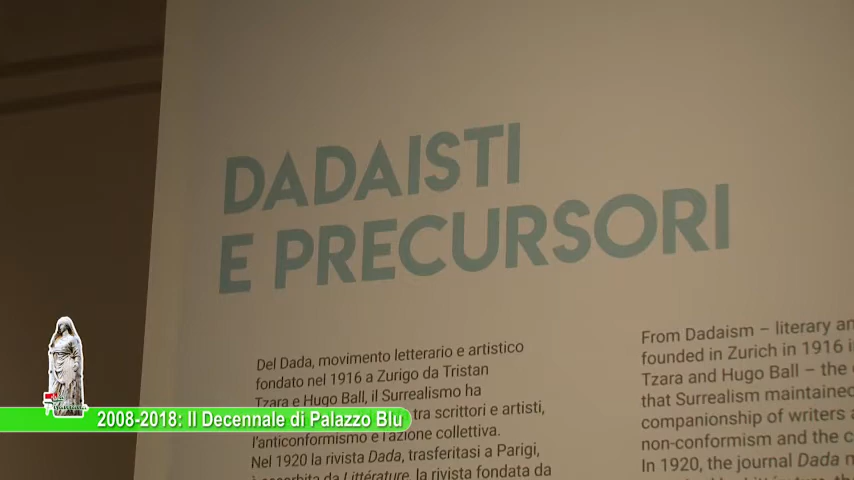 DADAISTI
E PRECURSORI
Del Dada, movimento letterario e artistico
fondato nel 1916 a Zurigo da Tristan
Tzara e Hugo Ball, il Surrealismo ha
tra scrittori e artisti,
l'anticonformismo e l'azione collettiva.
Nel 1920 la rivista Dada, trasferitasi a Parigi,
da Littérature, la rivista fondata da
From Dadaism – literary an
founded in Zurich in 1916
Tzara and Hugo Ball – the
that Surrealism maintained
companionship of writers
non-conformism and the
In 1920, the journal Dada
2008-2018: Il Decennale di Palazzo Blu